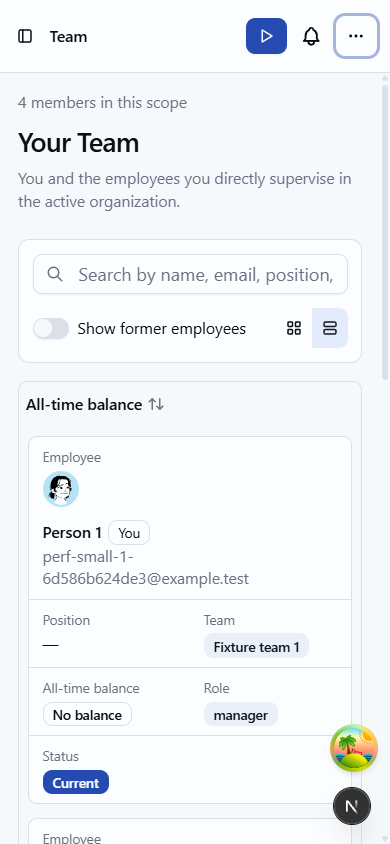 Team
4 members in this scope
Your Team
You and the employees you directly supervise in
the active organization.
Search by name, email, position,
Show former employees
All-time balance
Employee
Person 1 You
perf-small-1-
6d586b624de3@example.test
Position Team
— Fixture team 1
All-time balance Role
No balance manager
Status
Current
N
Employee